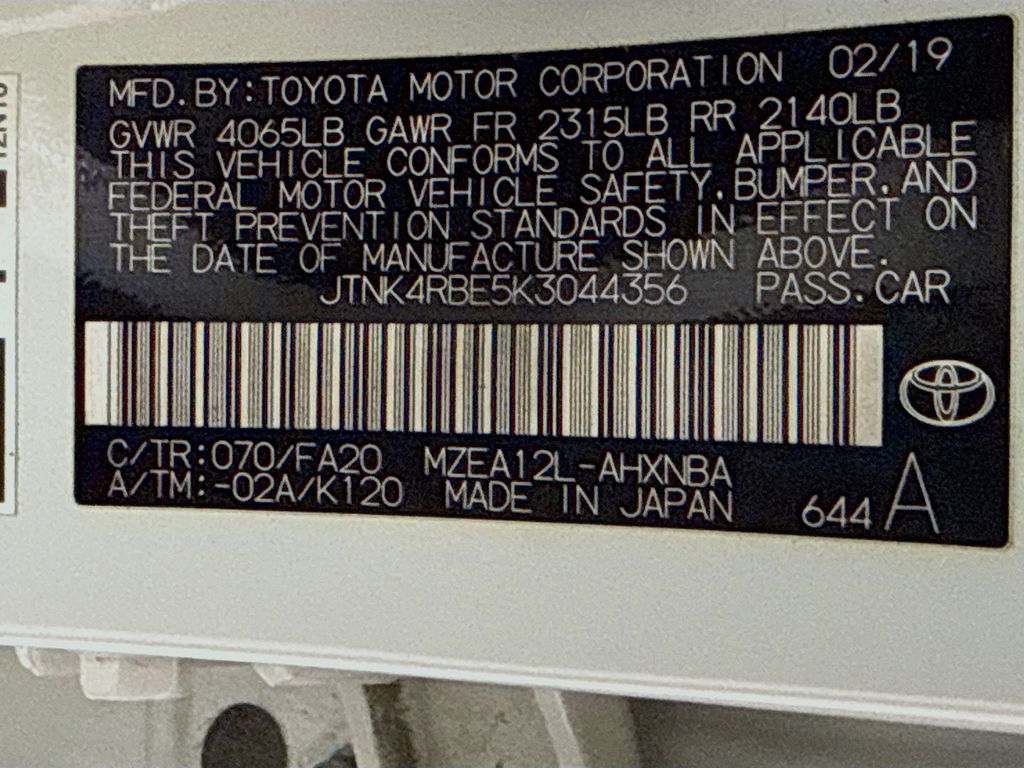 MFD. BY:TOYOTA MOTOR CORPORATION 02/19
GVWR 4065LB GAWR FR 2315LB RR 2140LB
THIS VEHICLE CONFORMS TO ALL APPLICABLE
FEDERAL MOTOR VEHICLE SAFETY, BUMPER, AND
THEFT PREVENTION STANDARDS IN EFFECT ON
THE DATE OF MANUFACTURE SHOWN ABOVE.
JTNK4RBE5K3044356 PASS. CAR
C/TR:070/FA20 MZEA12L-AHXNBA
A/TM:-02A/K120 MADE IN JAPAN 644 A